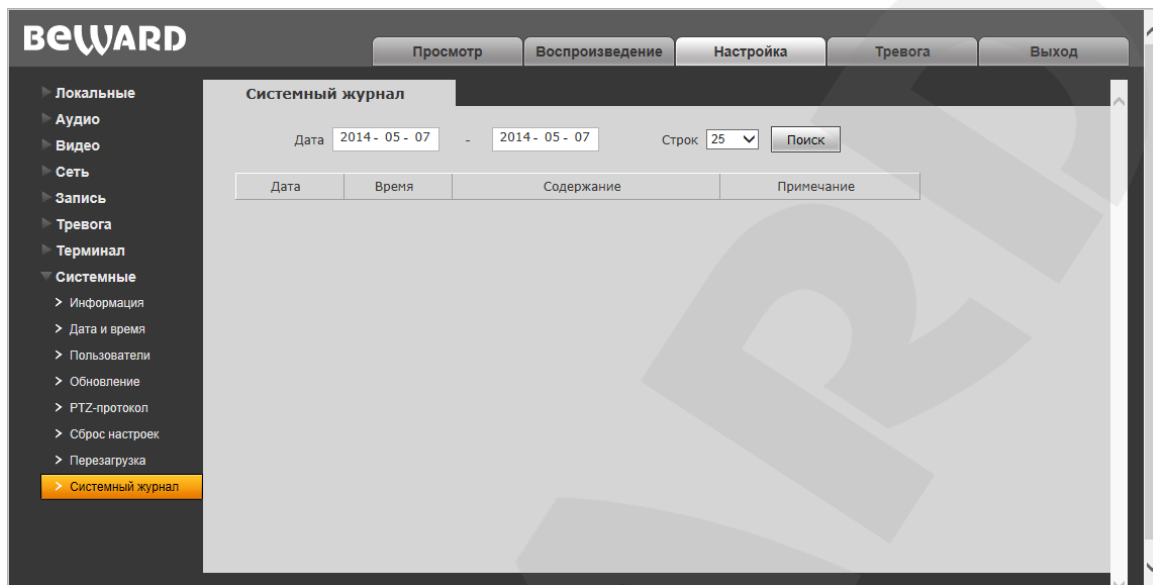 BEWARD
Просмотр Воспроизведение Настройка Тревога Выход
Локальные
Аудио
Видео
Сеть
Запись
Тревога
Терминал
Системные
> Информация
> Дата и время
> Пользователи
> Обновление
> PTZ-протокол
> Сброс настроек
> Перезагрузка
> Системный журнал
Системный журнал
Дата 2014 - 05 - 07 - 2014 - 05 - 07 Строк 25 Поиск
Дата Время Содержание Примечание